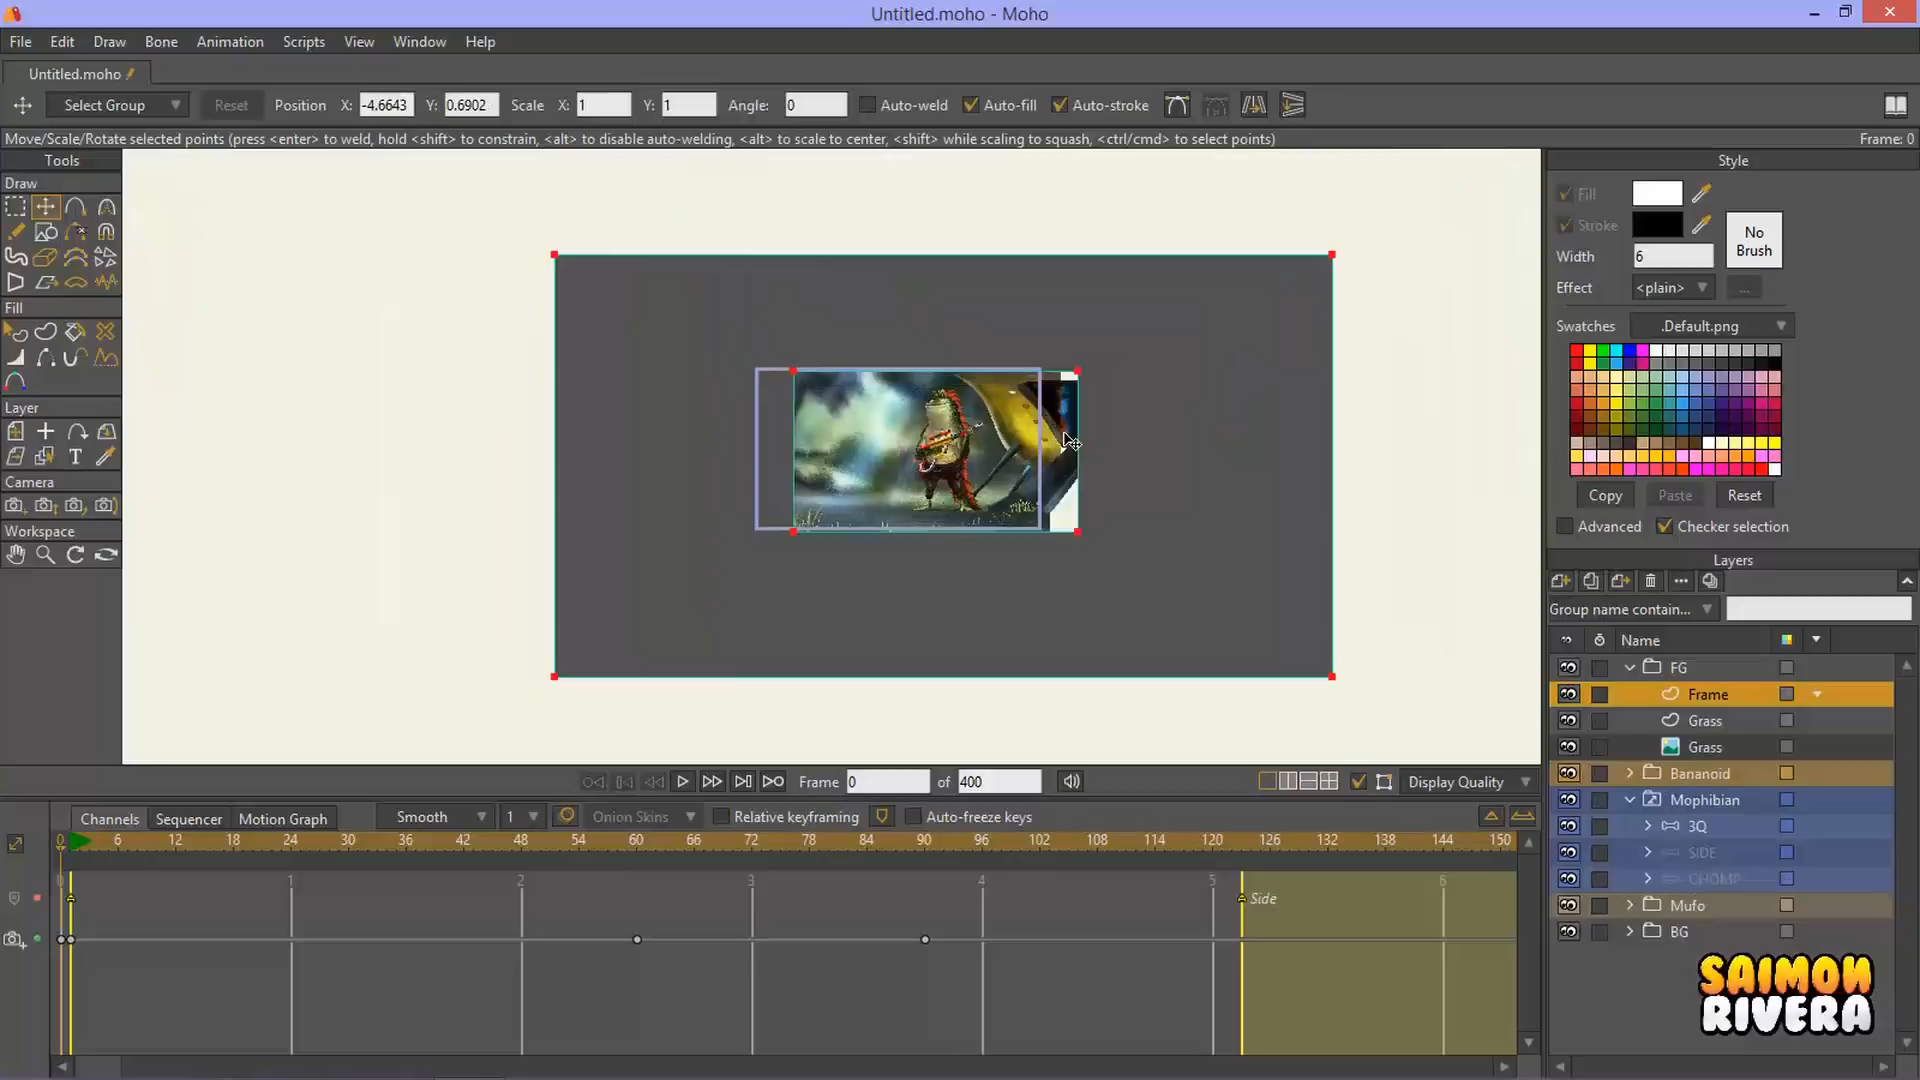 Untitled.moho - Moho
File Edit Draw Bone Animation Scripts View Window Help
Untitled.moho
Select Group Reset Position X: -4.6643 Y: 0.6902 Scale X: 1 Y: 1 Angle: 0 Auto-weld Auto-fill Auto-stroke
Move/Scale/Rotate selected points (press <enter> to weld, hold <shift> to constrain, <alt> to disable auto-welding, <alt> to scale to center, <shift> while scaling to squash, <ctrl/cmd> to select points) Frame: 0
Tools
Draw
Fill
Layer
T
Camera
Workspace
Style
Fill
Stroke
No Brush
Width 6
Effect <plain> ...
Swatches .Default.png
Copy Paste Reset
Advanced Checker selection
Layers
Group name contain...
Name
FG
Frame
Grass
Grass
Bananoid
Mophibian
3Q
SIDE
CHOMP
Mufo
BG
SAIMON
RIVERA
Frame 0 of 400 Display Quality
Channels Sequencer Motion Graph Smooth 1 Onion Skins Relative keyframing Auto-freeze keys
0 6 12 18 24 30 36 42 48 54 60 66 72 78 84 90 96 102 108 114 120 126 132 138 144 150
0 1 2 3 4 5 6
Side